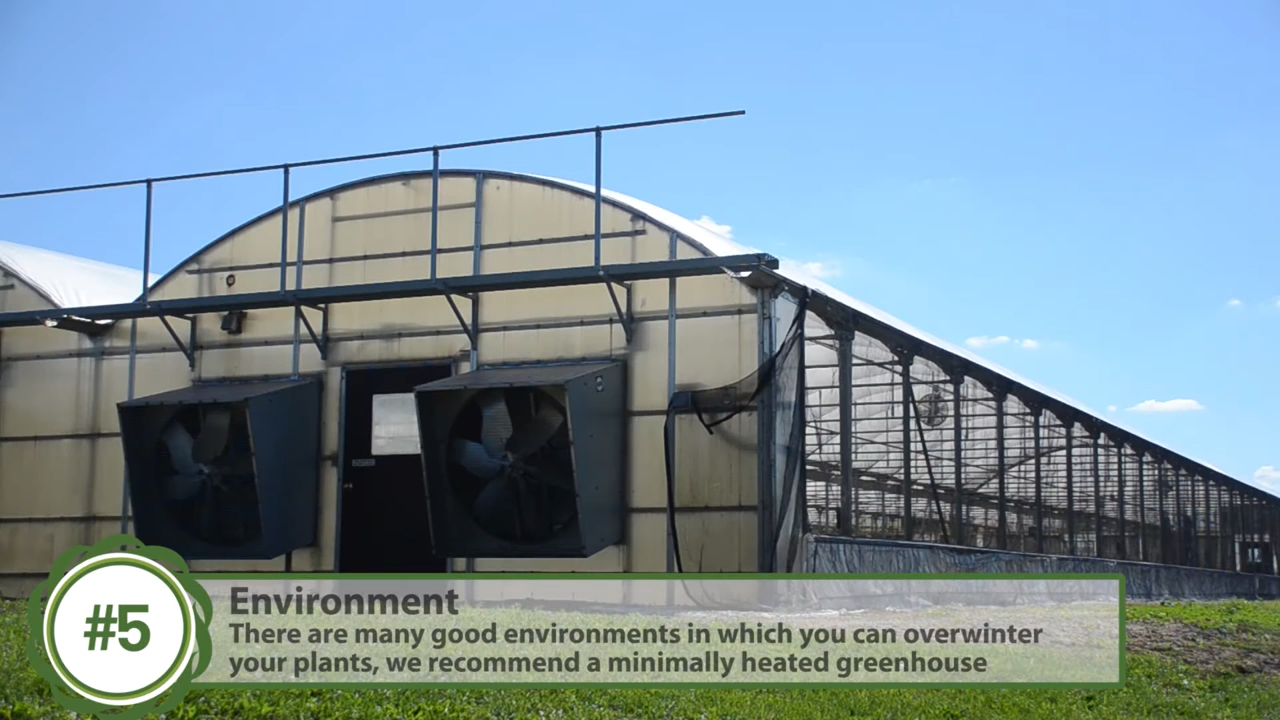 #5
Environment
There are many good environments in which you can overwinter
your plants, we recommend a minimally heated greenhouse